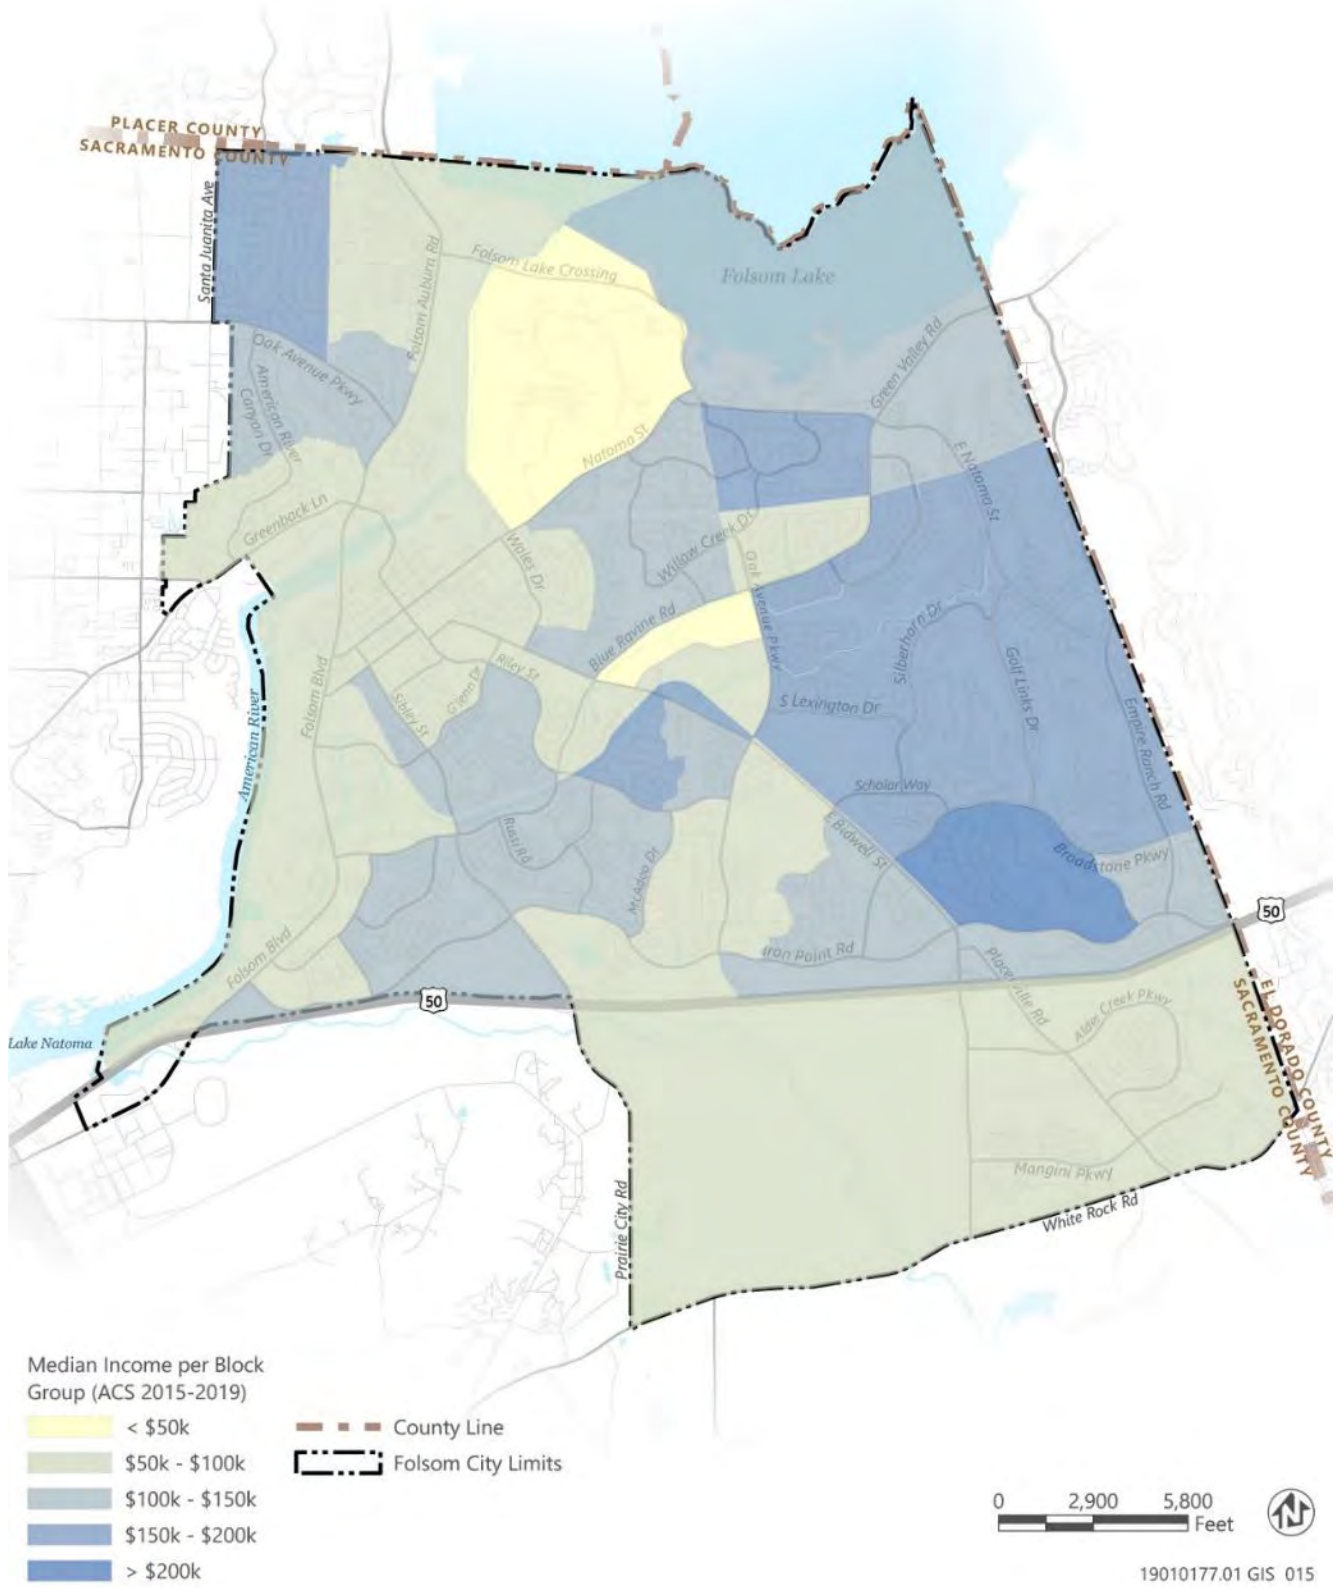 PLACER COUNTY
SACRAMENTO COUNTY
Santa Juanita Ave
Folsom Auburn Rd
Folsom Lake Crossing
Folsom Lake
Green Valley Rd
Oak Avenue Pkwy
American River
Canyon Dr
Natoma St
E Natoma St
Greenback Ln
Wales Dr
Willow Creek Dr
Oak Avenue Pkwy
Blue Ravine Rd
Silberhorn Dr
Golf Links Dr
Riley St
Glenn Dr
Sibley St
Folsom Blvd
American River
S Lexington Dr
Empire Ranch Rd
Scholar Way
E Bidwell St
Russi Rd
McAdoo Dr
Broadstone Pkwy
50
Iron Point Rd
Folsom Blvd
Placerville Rd
50
Alder Creek Pkwy
EL DORADO COUNTY
SACRAMENTO COUNTY
Lake Natoma
Mangini Pkwy
White Rock Rd
Prairie City Rd
Median Income per Block
Group (ACS 2015-2019)
< $50k
$50k - $100k
$100k - $150k
$150k - $200k
> $200k
County Line
Folsom City Limits
0 2,900 5,800
Feet
N
19010177.01 GIS 015